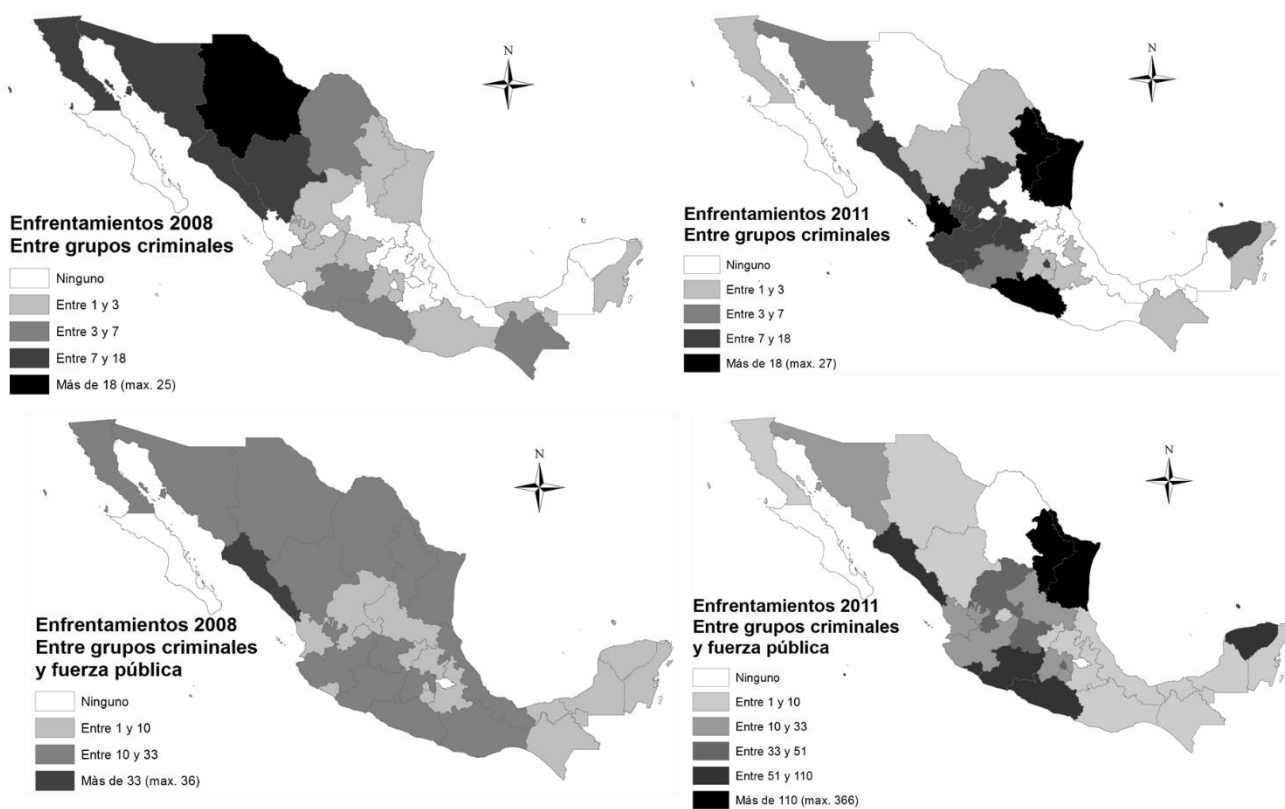 N
Enfrentamientos 2008
Entre grupos criminales
Ninguno
Entre 1 y 3
Entre 3 y 7
Entre 7 y 18
Más de 18 (max. 25)
N
Enfrentamientos 2011
Entre grupos criminales
Ninguno
Entre 1 y 3
Entre 3 y 7
Entre 7 y 18
Más de 18 (max. 27)
N
Enfrentamientos 2008
Entre grupos criminales
y fuerza pública
Ninguno
Entre 1 y 10
Entre 10 y 33
Màs de 33 (max. 36)
N
Enfrentamientos 2011
Entre grupos criminales
y fuerza pública
Ninguno
Entre 1 y 10
Entre 10 y 33
Entre 33 y 51
Entre 51 y 110
Más de 110 (max. 366)